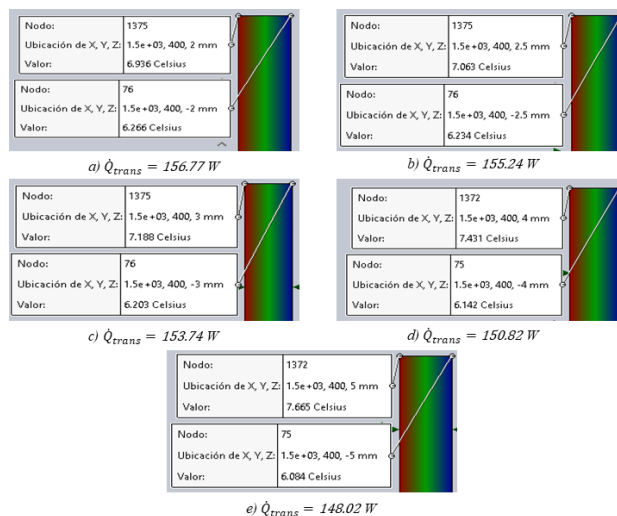 Nodo: 1375
Ubicación de X, Y, Z: 1.5e+03, 400, 2 mm
Valor: 6.936 Celsius
Nodo: 76
Ubicación de X, Y, Z: 1.5e+03, 400, -2 mm
Valor: 6.266 Celsius
a) Q̇trans = 156.77 W
Nodo: 1375
Ubicación de X, Y, Z: 1.5e+03, 400, 2.5 mm
Valor: 7.063 Celsius
Nodo: 76
Ubicación de X, Y, Z: 1.5e+03, 400, -2.5 mm
Valor: 6.234 Celsius
b) Q̇trans = 155.24 W
Nodo: 1375
Ubicación de X, Y, Z: 1.5e+03, 400, 3 mm
Valor: 7.188 Celsius
Nodo: 76
Ubicación de X, Y, Z: 1.5e+03, 400, -3 mm
Valor: 6.203 Celsius
c) Q̇trans = 153.74 W
Nodo: 1372
Ubicación de X, Y, Z: 1.5e+03, 400, 4 mm
Valor: 7.431 Celsius
Nodo: 75
Ubicación de X, Y, Z: 1.5e+03, 400, -4 mm
Valor: 6.142 Celsius
d) Q̇trans = 150.82 W
Nodo: 1372
Ubicación de X, Y, Z: 1.5e+03, 400, 5 mm
Valor: 7.665 Celsius
Nodo: 75
Ubicación de X, Y, Z: 1.5e+03, 400, -5 mm
Valor: 6.084 Celsius
e) Q̇trans = 148.02 W